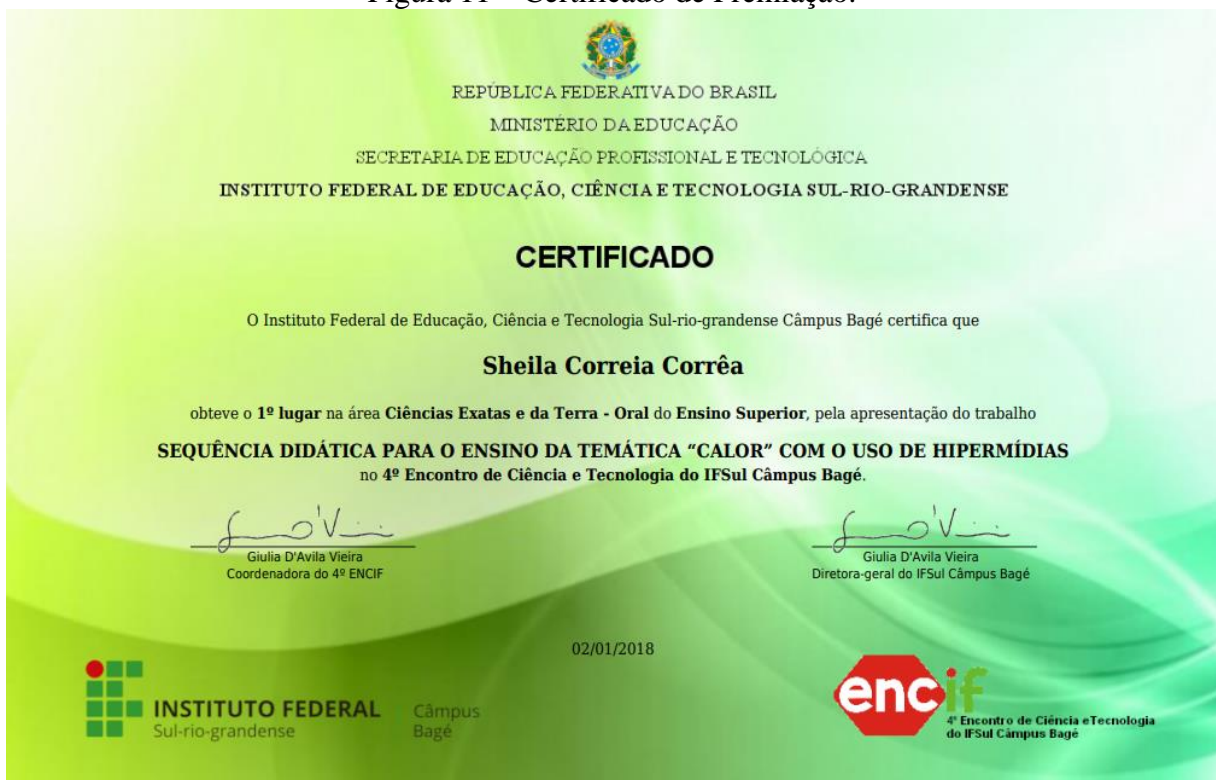 Figura 11 – Certificado de Premiação.
REPÚBLICA FEDERATIVA DO BRASIL
MINISTÉRIO DA EDUCAÇÃO
SECRETARIA DE EDUCAÇÃO PROFISSIONAL E TECNOLÓGICA
INSTITUTO FEDERAL DE EDUCAÇÃO, CIÊNCIA E TECNOLOGIA SUL-RIO-GRANDENSE
CERTIFICADO
O Instituto Federal de Educação, Ciência e Tecnologia Sul-rio-grandense Câmpus Bagé certifica que
Sheila Correia Corrêa
obteve o 1º lugar na área Ciências Exatas e da Terra - Oral do Ensino Superior, pela apresentação do trabalho
SEQUÊNCIA DIDÁTICA PARA O ENSINO DA TEMÁTICA “CALOR” COM O USO DE HIPERMÍDIAS
no 4º Encontro de Ciência e Tecnologia do IFSul Câmpus Bagé.
Giulia D'Avila Vieira
Coordenadora do 4º ENCIF
Giulia D'Avila Vieira
Diretora-geral do IFSul Câmpus Bagé
02/01/2018
INSTITUTO FEDERAL
Sul-rio-grandense
Câmpus
Bagé
encif
4º Encontro de Ciência eTecnologia
do IFSul Câmpus Bagé